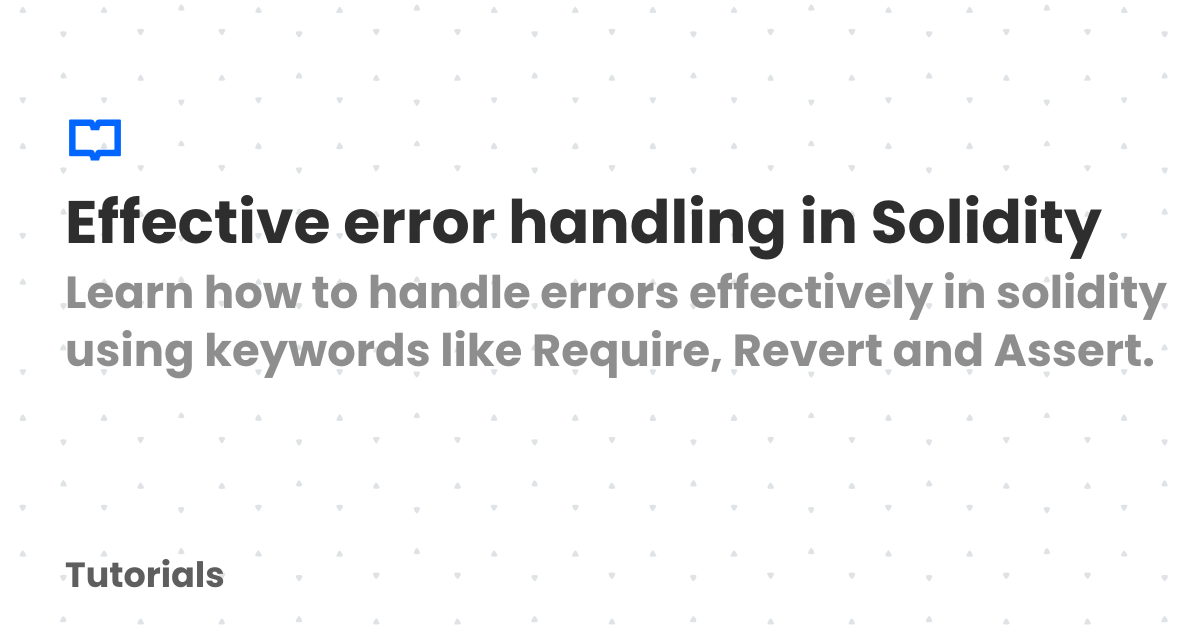 Effective error handling in Solidity
Learn how to handle errors effectively in solidity
using keywords like Require, Revert and Assert.
Tutorials